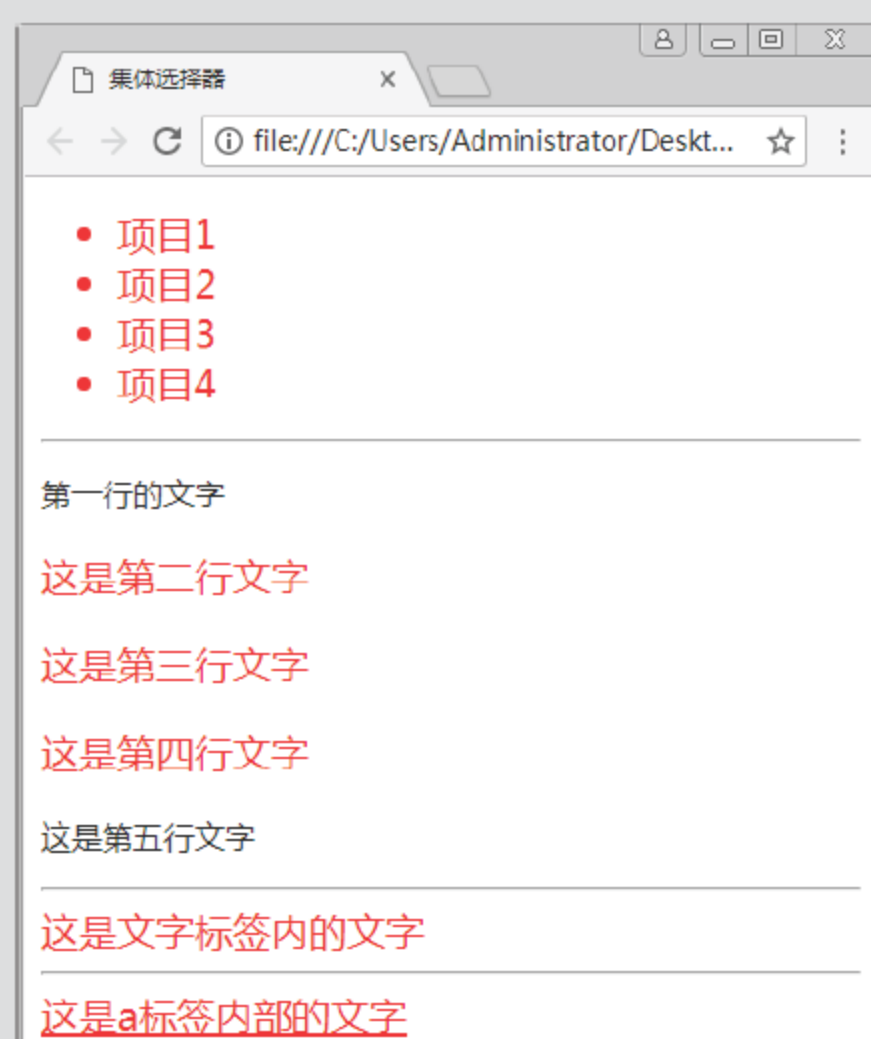 集体选择器
file:///C:/Users/Administrator/Deskt...
项目1
项目2
项目3
项目4
第一行的文字
这是第二行文字
这是第三行文字
这是第四行文字
这是第五行文字
这是文字标签内的文字
这是a标签内部的文字